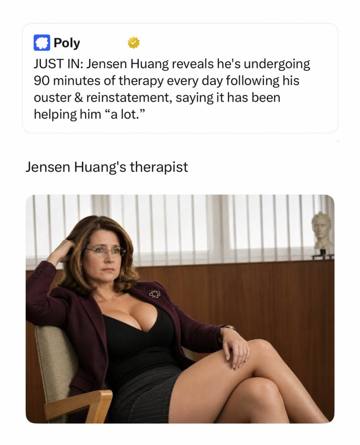 Poly
JUST IN: Jensen Huang reveals he's undergoing
90 minutes of therapy every day following his
ouster & reinstatement, saying it has been
helping him “a lot.”
Jensen Huang's therapist